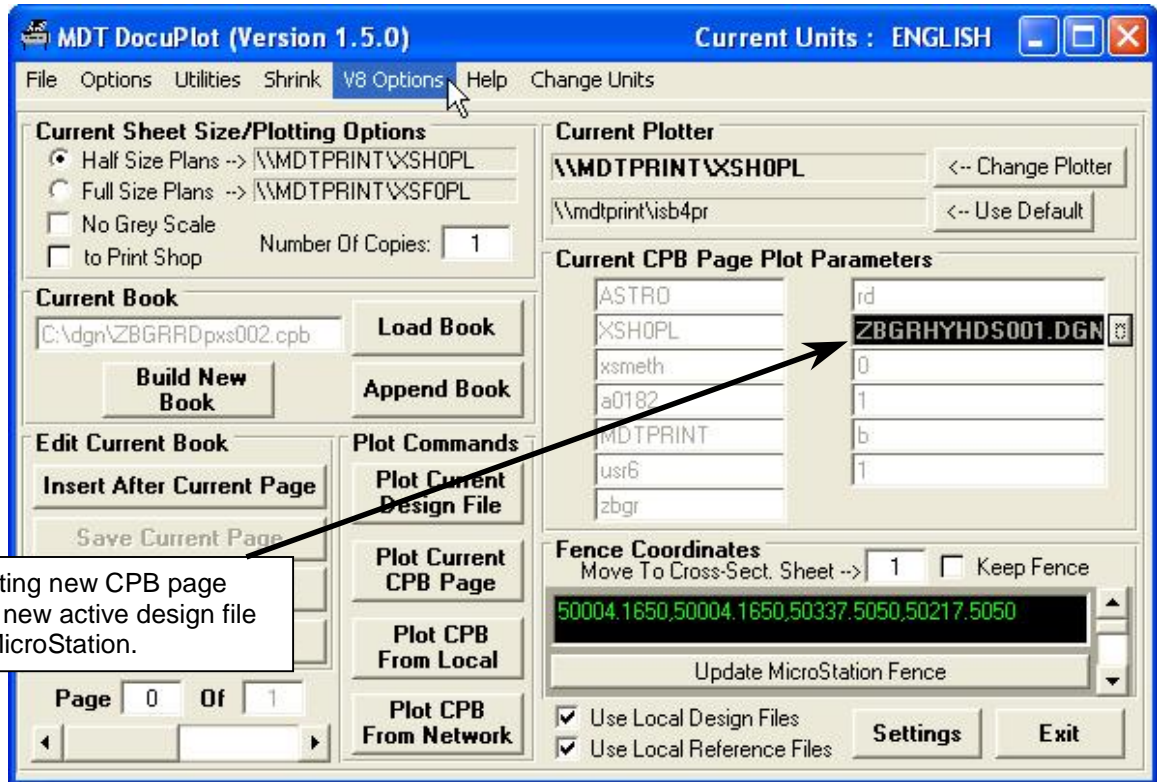 MDT DocuPlot (Version 1.5.0) Current Units : ENGLISH
File Options Utilities Shrink V8 Options Help Change Units
Current Sheet Size/Plotting Options
Half Size Plans --> \\MDTPRINT\XSH0PL
Full Size Plans --> \\MDTPRINT\XSF0PL
No Grey Scale
to Print Shop
Number Of Copies: 1
Current Plotter
\\MDTPRINT\XSH0PL <-- Change Plotter
\\mdtprint\isb4pr <-- Use Default
Current Book
C:\dgn\ZBGRRDpxs002.cpb
Load Book
Build New
Book
Append Book
Current CPB Page Plot Parameters
ASTRO rd
XSH0PL ZBGRHYHDS001.DGN
xsmeth 0
a0182 1
MDTPRINT b
usr6 1
zbgr
Edit Current Book
Insert After Current Page
Save Current Page
ting new CPB page
new active design file
MicroStation.
Page 0 Of 1
Plot Commands
Plot Current
Design File
Plot Current
CPB Page
Plot CPB
From Local
Plot CPB
From Network
Fence Coordinates
Move To Cross-Sect. Sheet --> 1 Keep Fence
50004.1650,50004.1650,50337.5050,50217.5050
Update MicroStation Fence
Use Local Design Files
Use Local Reference Files
Settings
Exit